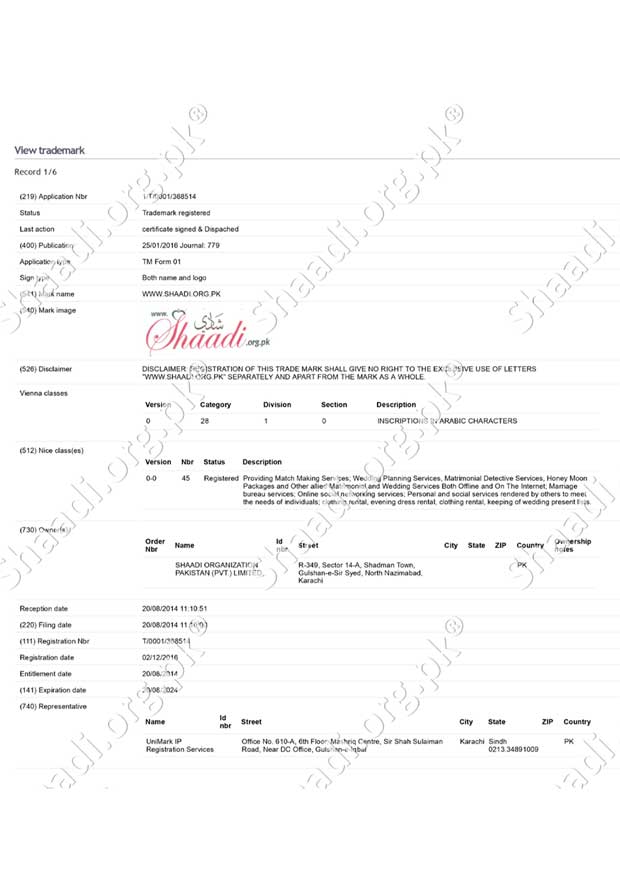 View trademark
Record 1/6
(219) Application Nbr T/T/0001/368514
Status Trademark registered
Last action certificate signed & Dispached
(400) Publication 25/01/2016 Journal: 779
Application type TM Form 01
Sign type Both name and logo
(541) Mark name WWW.SHAADI.ORG.PK
(540) Mark image
www. شادی
Shaadi.org.pk
(526) Disclaimer DISCLAIMER: REGISTRATION OF THIS TRADE MARK SHALL GIVE NO RIGHT TO THE EXCLUSIVE USE OF LETTERS
"WWW.SHAADI.ORG.PK" SEPARATELY AND APART FROM THE MARK AS A WHOLE.
Vienna classes
Version Category Division Section Description
0 28 1 0 INSCRIPTIONS IN ARABIC CHARACTERS
(512) Nice class(es)
Version Nbr Status Description
0-0 45 Registered Providing Match Making Services; Wedding Planning Services, Matrimonial Detective Services, Honey Moon
Packages and Other allied Matrimonial and Wedding Services Both Offline and On The Internet, Marriage
bureau services; Online social networking services; Personal and social services rendered by others to meet
the needs of individuals; clothing rental, evening dress rental, clothing rental, keeping of wedding present lists.
(730) Owner(s)
Order Nbr Name Id nbr Street City State ZIP Country Ownership notes
SHAADI ORGANIZATION R-349, Sector 14-A, Shadman Town, PK
PAKISTAN (PVT.) LIMITED, Gulshan-e-Sir Syed, North Nazimabad,
Karachi
Reception date 20/08/2014 11:10:51
(220) Filing date 20/08/2014 11:10:03
(111) Registration Nbr T/0001/368514
Registration date 02/12/2016
Entitlement date 20/08/2014
(141) Expiration date 20/08/2024
(740) Representative
Name Id nbr Street City State ZIP Country
UniMark IP Office No. 610-A, 6th Floor, Mashriq Centre, Sir Shah Sulaiman Karachi Sindh PK
Registration Services Road, Near DC Office, Gulshan-e-Iqbal 0213.34891009
shaadi.org.pk®